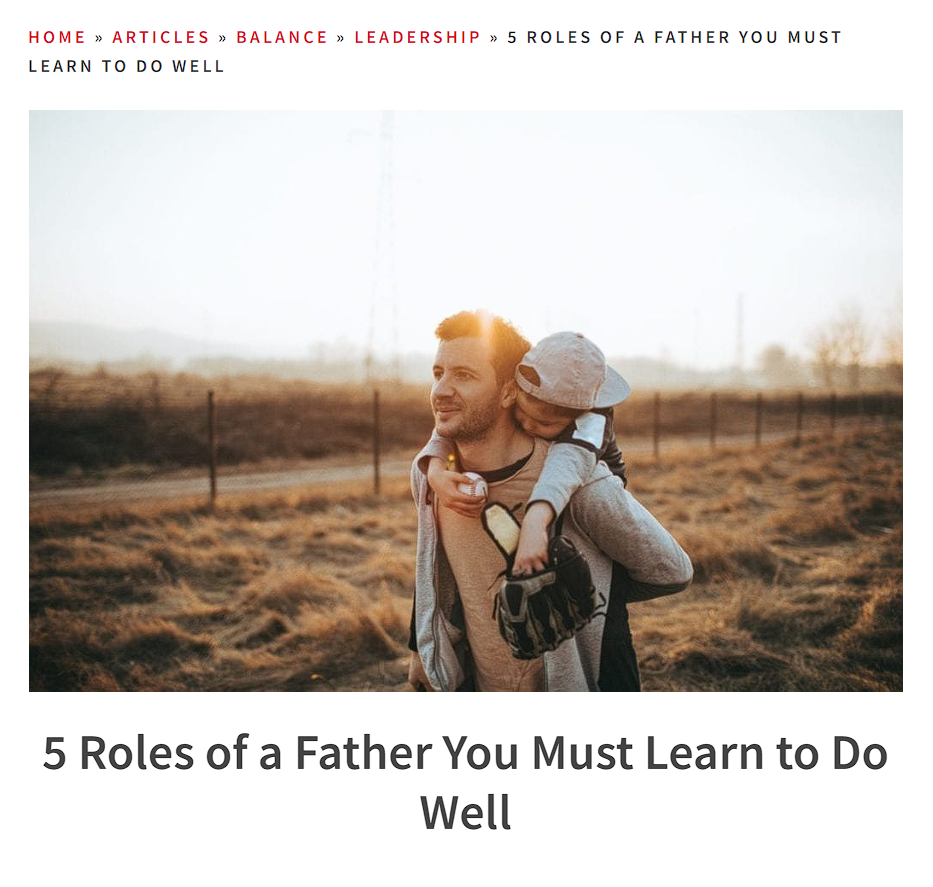 HOME » ARTICLES » BALANCE » LEADERSHIP » 5 ROLES OF A FATHER YOU MUST
LEARN TO DO WELL
5 Roles of a Father You Must Learn to Do
Well